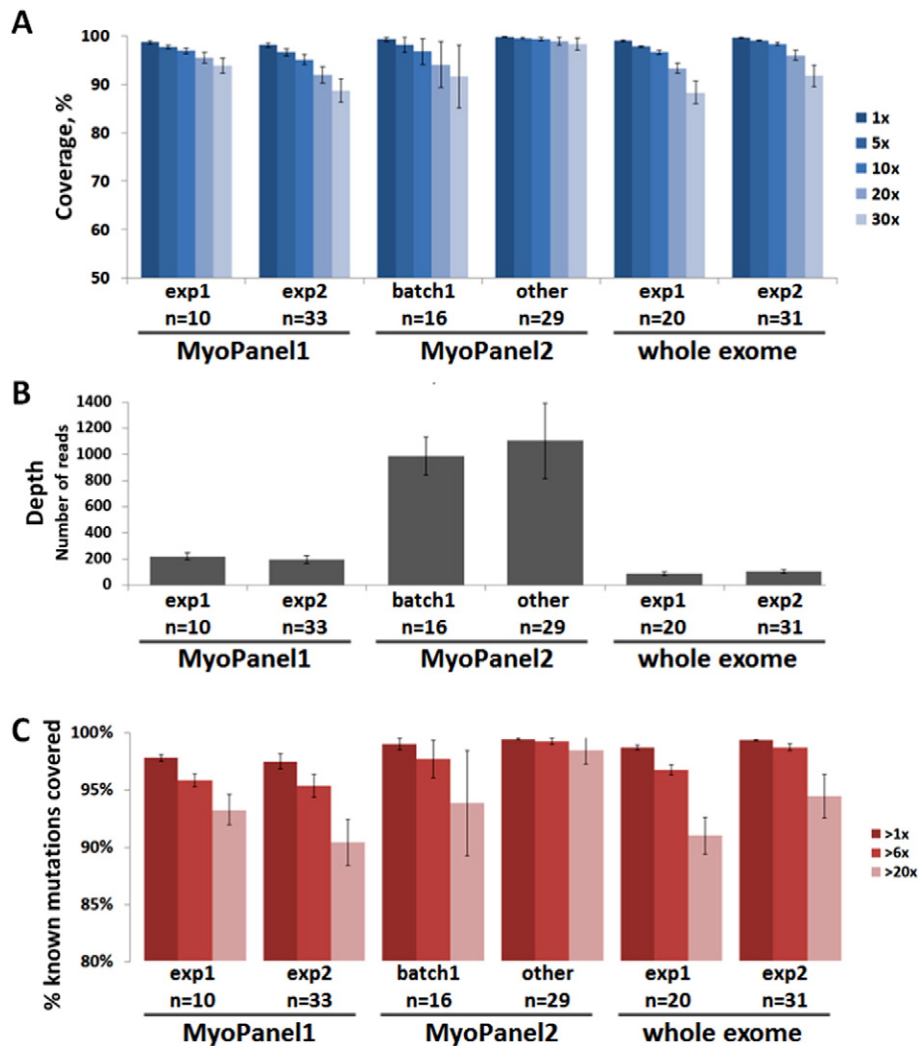 A
Coverage, %
100
90
80
70
60
50
1x
5x
10x
20x
30x
exp1 exp2 batch1 other exp1 exp2
n=10 n=33 n=16 n=29 n=20 n=31
MyoPanel1 MyoPanel2 whole exome
B
Depth
Number of reads
1400
1200
1000
800
600
400
200
0
exp1 exp2 batch1 other exp1 exp2
n=10 n=33 n=16 n=29 n=20 n=31
MyoPanel1 MyoPanel2 whole exome
C
% known mutations covered
100%
95%
90%
85%
80%
>1x
>6x
>20x
exp1 exp2 batch1 other exp1 exp2
n=10 n=33 n=16 n=29 n=20 n=31
MyoPanel1 MyoPanel2 whole exome